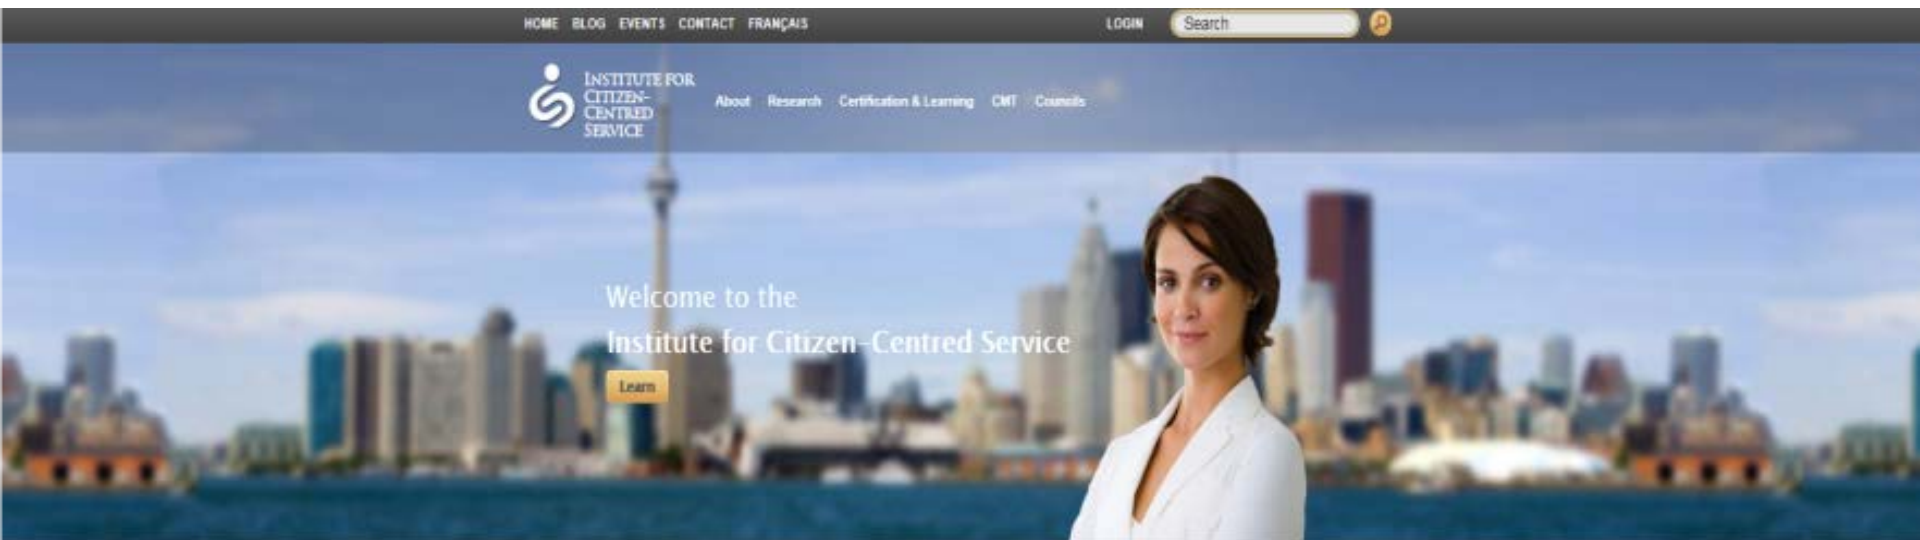 HOME BLOG EVENTS CONTACT FRANÇAIS LOGIN Search
INSTITUTE FOR
CITIZEN-
CENTRED
SERVICE
About Research Certification & Learning CMT Councils
Welcome to the
Institute for Citizen-Centred Service
Learn